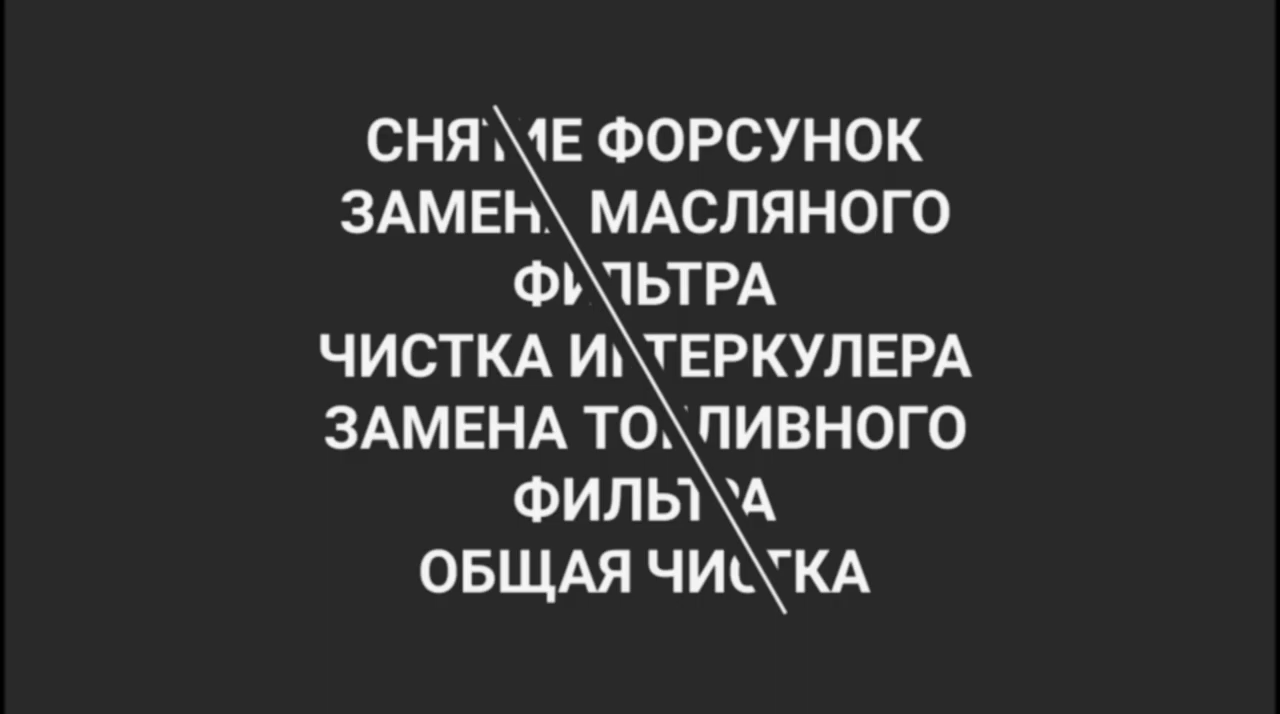 СНЯТИЕ ФОРСУНОК
ЗАМЕНА МАСЛЯНОГО
ФИЛЬТРА
ЧИСТКА ИНТЕРКУЛЕРА
ЗАМЕНА ТОПЛИВНОГО
ФИЛЬТРА
ОБЩАЯ ЧИСТКА